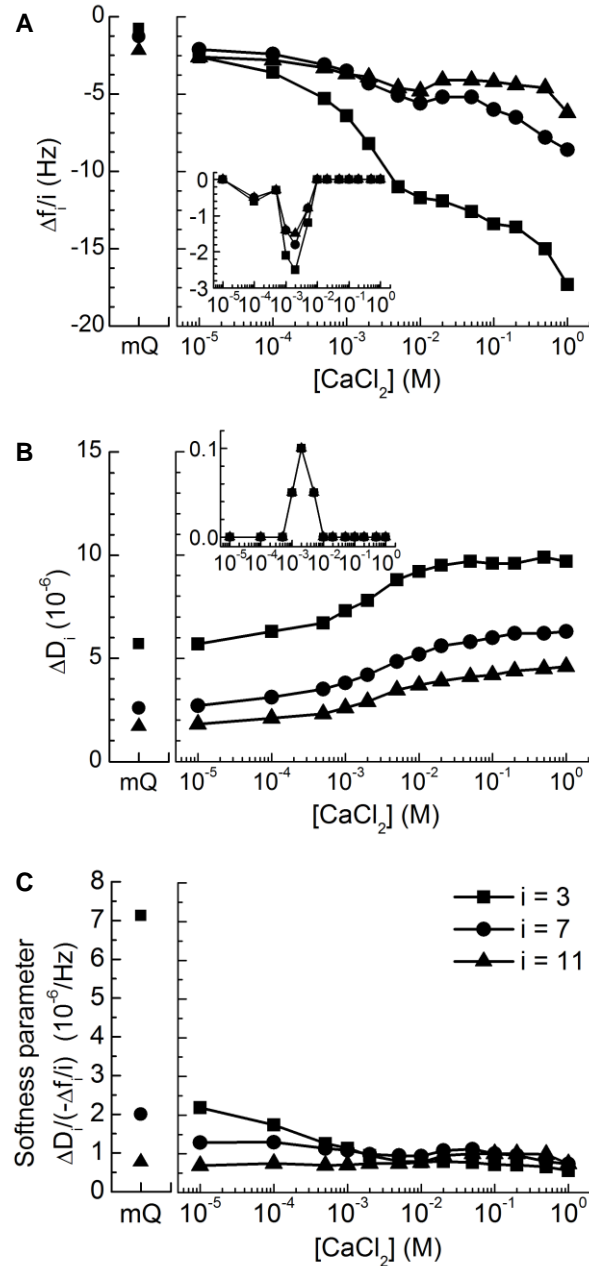 A
Δf_i/i (Hz)
0
-5
-10
-15
-20
0
-1
-2
-3
10^-5 10^-4 10^-3 10^-2 10^-1 10^0
mQ
10^-5 10^-4 10^-3 10^-2 10^-1 10^0
[CaCl_2] (M)
B
ΔD_i (10^-6)
15
10
5
0
0.1
0.0
10^-5 10^-4 10^-3 10^-2 10^-1 10^0
mQ
10^-5 10^-4 10^-3 10^-2 10^-1 10^0
[CaCl_2] (M)
C
Softness parameter
ΔD_i/(-Δf_i/i) (10^-6/Hz)
8
7
6
5
4
3
2
1
0
i = 3
i = 7
i = 11
mQ
10^-5 10^-4 10^-3 10^-2 10^-1 10^0
[CaCl_2] (M)